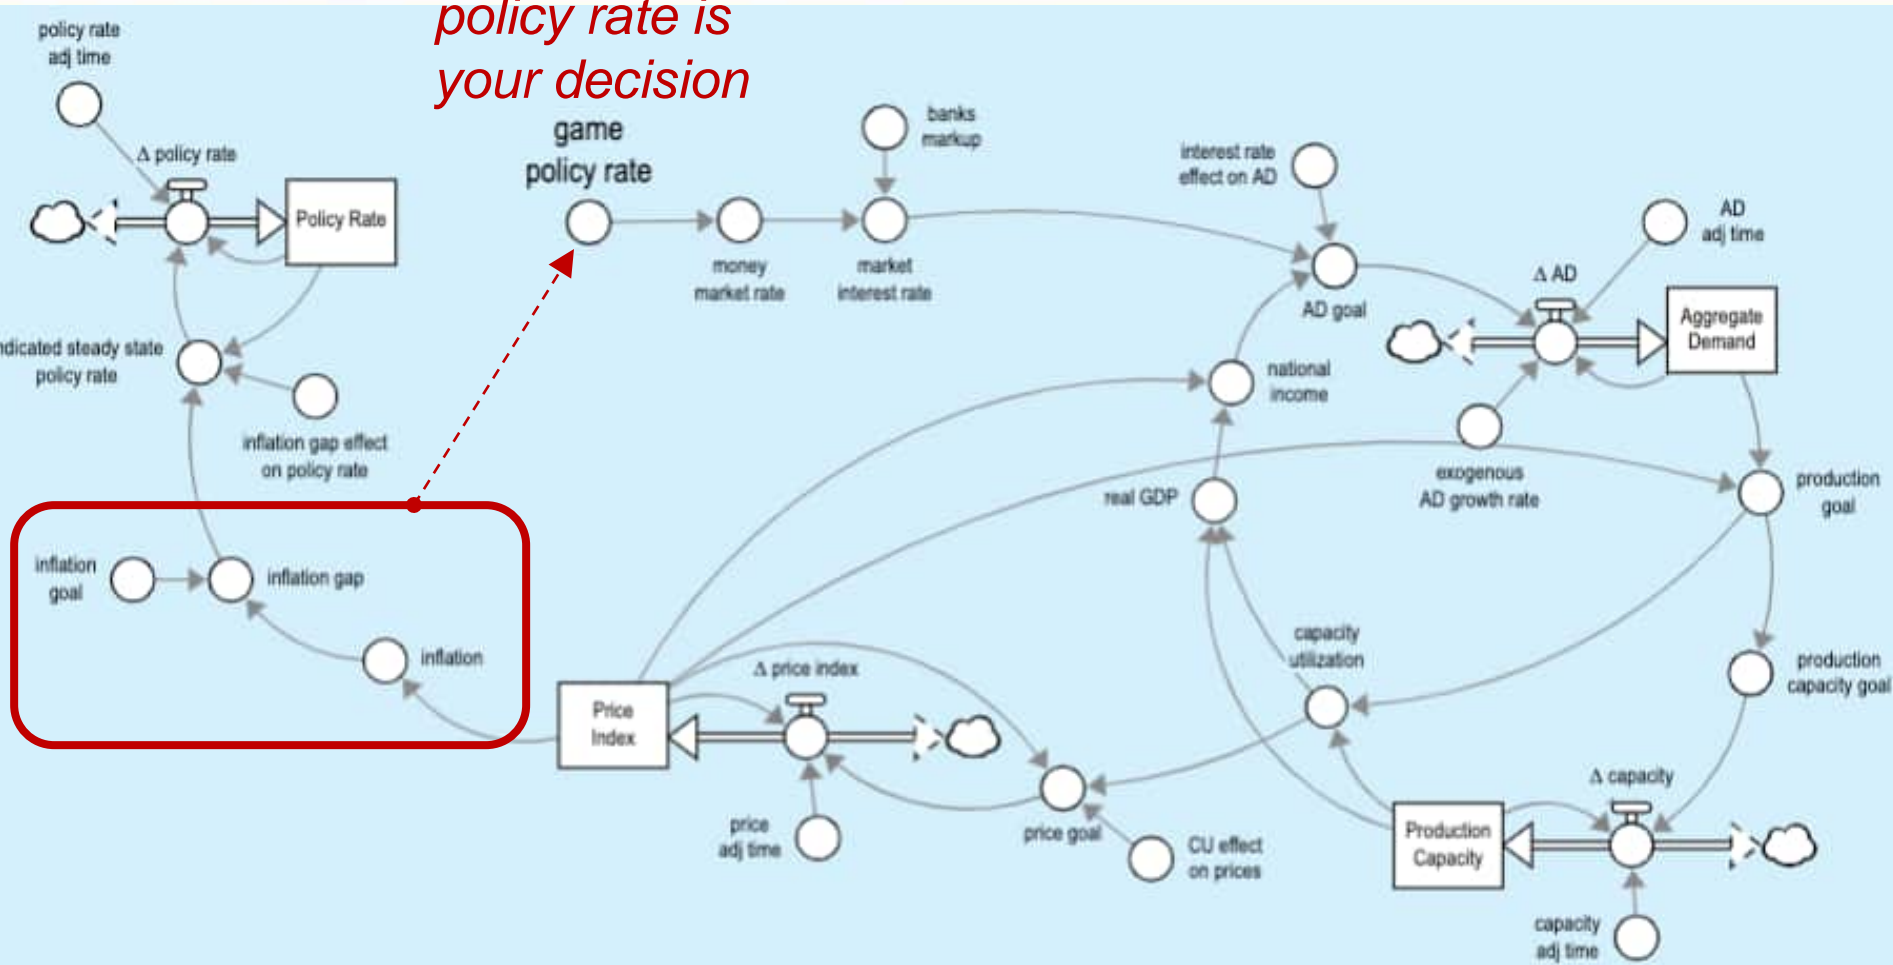 policy rate is
your decision
policy rate
adj time
Δ policy rate
Policy Rate
game
policy rate
banks
markup
money
market rate
market
interest rate
interest rate
effect on AD
AD goal
AD
adj time
Δ AD
Aggregate
Demand
national
income
exogenous
AD growth rate
real GDP
production
goal
steady state
policy rate
inflation gap effect
on policy rate
inflation
goal
inflation gap
inflation
Price
Index
Δ price index
price
adj time
price goal
CU effect
on prices
capacity
utilization
production
capacity goal
Δ capacity
Production
Capacity
capacity
adj time